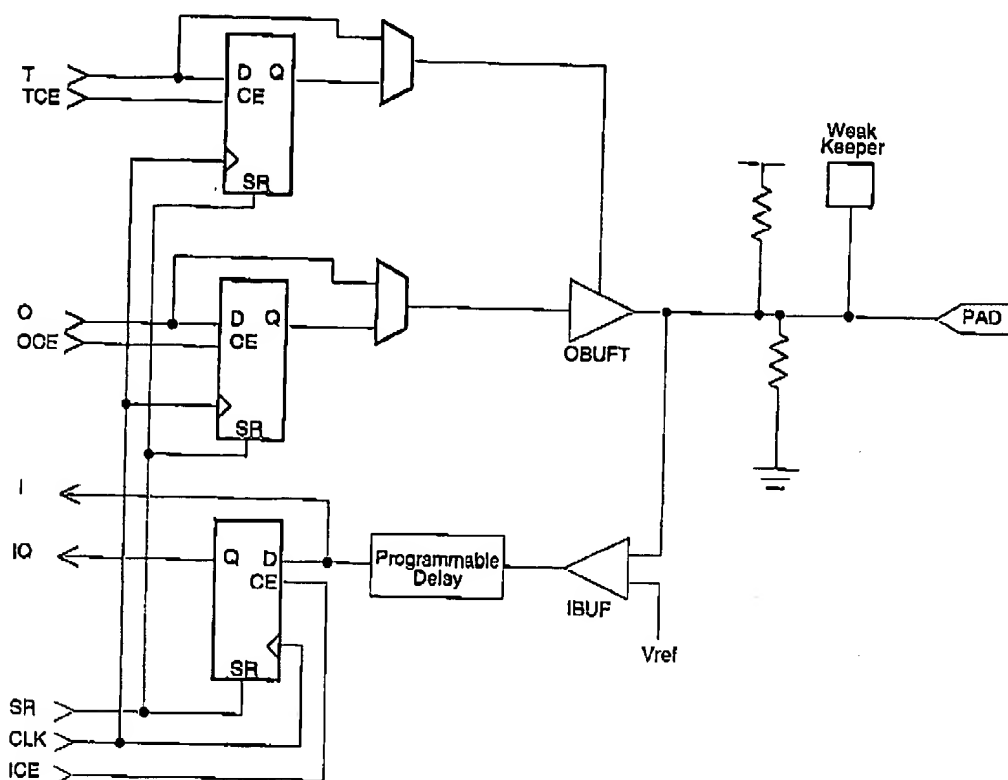 T
TCE
D Q
CE
SR
Weak
Keeper
O
OCE
D Q
CE
SR
OBUFT
PAD
I
IQ
Q D
CE
SR
Programmable
Delay
IBUF
Vref
SR
CLK
ICE